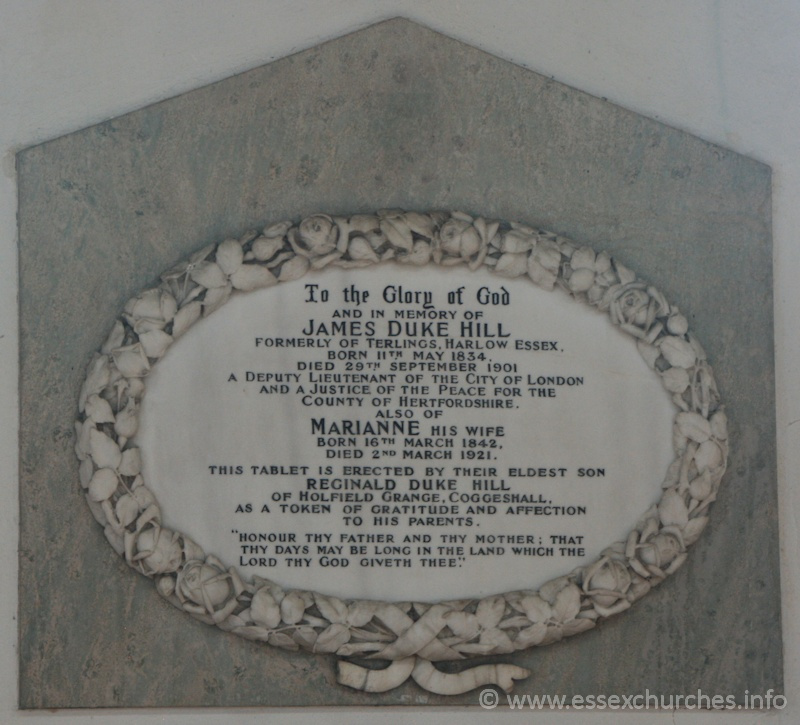 To the Glory of God
AND IN MEMORY OF
JAMES DUKE HILL
FORMERLY OF TERLINGS, HARLOW ESSEX.
BORN 11TH MAY 1834.
DIED 29TH SEPTEMBER 1901
A DEPUTY LIEUTENANT OF THE CITY OF LONDON
AND A JUSTICE OF THE PEACE FOR THE
COUNTY OF HERTFORDSHIRE.
ALSO OF
MARIANNE HIS WIFE
BORN 16TH MARCH 1842,
DIED 2ND MARCH 1921.
THIS TABLET IS ERECTED BY THEIR ELDEST SON
REGINALD DUKE HILL
OF HOLFIELD GRANGE, COGGESHALL,
AS A TOKEN OF GRATITUDE AND AFFECTION
TO HIS PARENTS.
"HONOUR THY FATHER AND THY MOTHER; THAT
THY DAYS MAY BE LONG IN THE LAND WHICH THE
LORD THY GOD GIVETH THEE."
© www.essexchurches.info